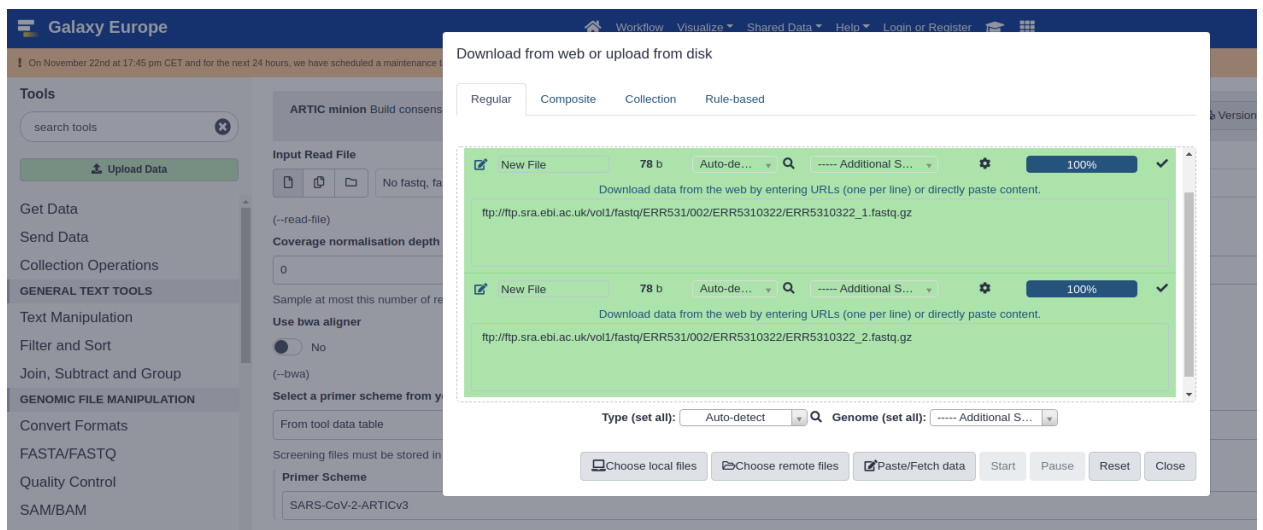 Galaxy Europe
Workflow Visualize Shared Data Help Login or Register
! On November 22nd at 17:45 pm CET and for the next 24 hours, we have scheduled a maintenance
Tools
search tools
Upload Data
Get Data
Send Data
Collection Operations
GENERAL TEXT TOOLS
Text Manipulation
Filter and Sort
Join, Subtract and Group
GENOMIC FILE MANIPULATION
Convert Formats
FASTA/FASTQ
Quality Control
SAM/BAM
ARTIC minion Build consens
Version
Input Read File
No fastq, fa
(--read-file)
Coverage normalisation depth
0
Sample at most this number of re
Use bwa aligner
No
(--bwa)
Select a primer scheme from y
From tool data table
Screening files must be stored in
Primer Scheme
SARS-CoV-2-ARTICv3
Download from web or upload from disk
Regular Composite Collection Rule-based
New File 78 b Auto-de... ----- Additional S... 100%
Download data from the web by entering URLs (one per line) or directly paste content.
ftp://ftp.sra.ebi.ac.uk/vol1/fastq/ERR531/002/ERR5310322/ERR5310322_1.fastq.gz
New File 78 b Auto-de... ----- Additional S... 100%
Download data from the web by entering URLs (one per line) or directly paste content.
ftp://ftp.sra.ebi.ac.uk/vol1/fastq/ERR531/002/ERR5310322/ERR5310322_2.fastq.gz
Type (set all): Auto-detect Genome (set all): ----- Additional S...
Choose local files Choose remote files Paste/Fetch data Start Pause Reset Close